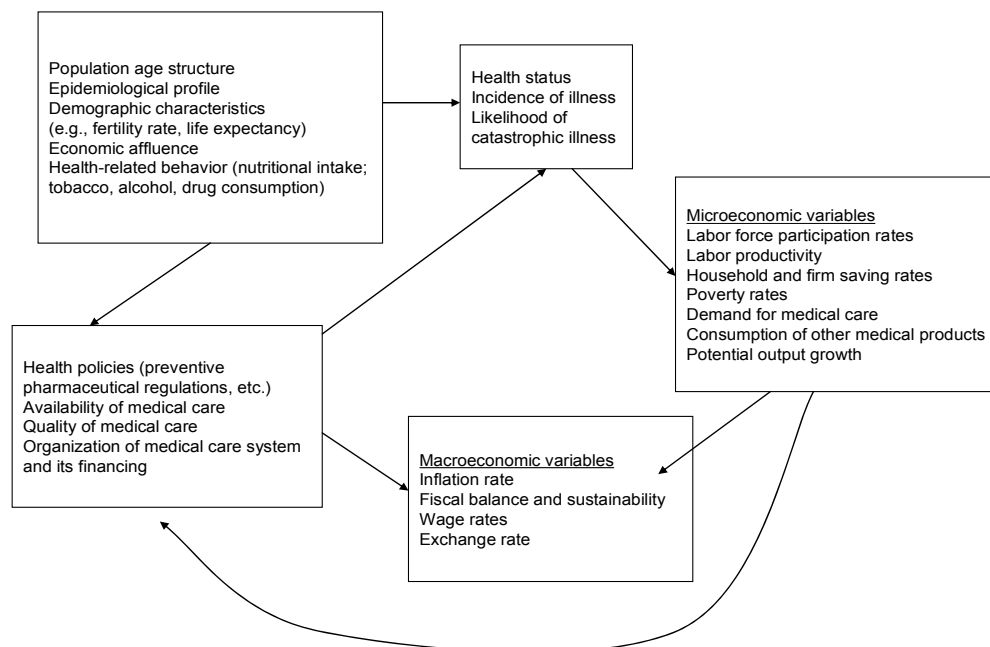 Population age structure
Epidemiological profile
Demographic characteristics
(e.g., fertility rate, life expectancy)
Economic affluence
Health-related behavior (nutritional intake;
tobacco, alcohol, drug consumption)
Health status
Incidence of illness
Likelihood of
catastrophic illness
Microeconomic variables
Labor force participation rates
Labor productivity
Household and firm saving rates
Poverty rates
Demand for medical care
Consumption of other medical products
Potential output growth
Health policies (preventive
pharmaceutical regulations, etc.)
Availability of medical care
Quality of medical care
Organization of medical care system
and its financing
Macroeconomic variables
Inflation rate
Fiscal balance and sustainability
Wage rates
Exchange rate